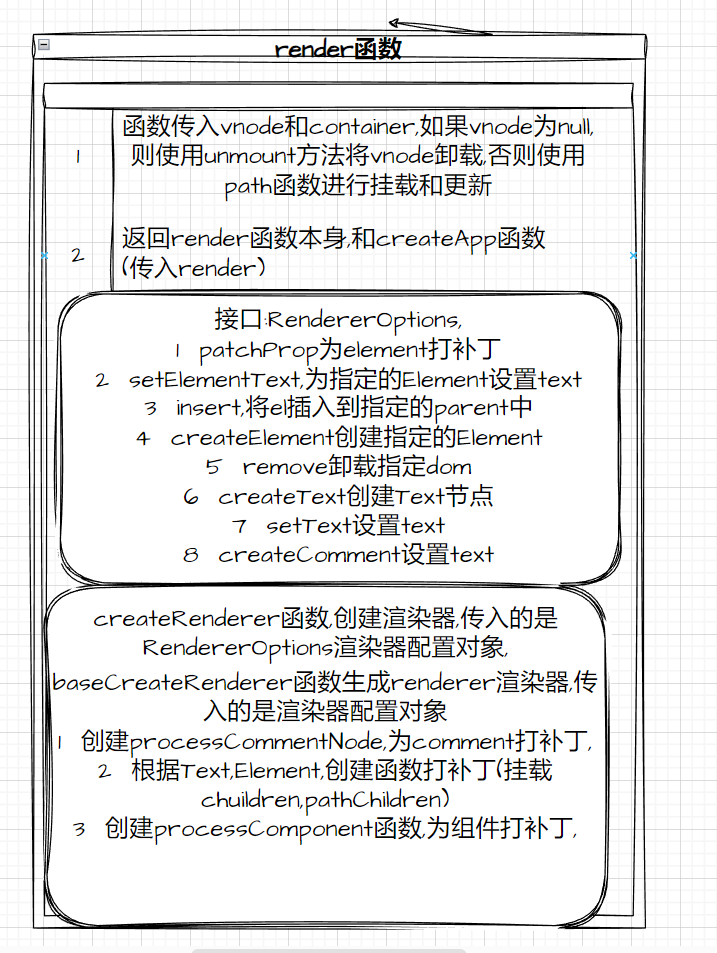 render函数
1 函数传入vnode和container,如果vnode为null,
则使用unmount方法将vnode卸载,否则使用
path函数进行挂载和更新
2 返回render函数本身,和createApp函数
(传入render)
接口:RendererOptions,
1 patchProp为element打补丁
2 setElementText,为指定的Element设置text
3 insert,将el插入到指定的parent中
4 createElement创建指定的Element
5 remove卸载指定dom
6 createText创建Text节点
7 setText设置text
8 createComment设置text
createRenderer函数,创建渲染器,传入的是
RendererOptions渲染器配置对象,
baseCreateRenderer函数生成renderer渲染器,传
入的是渲染器配置对象
1 创建processCommentNode,为comment打补丁,
2 根据Text,Element,创建函数打补丁(挂载
chuildren,pathChildren)
3 创建processComponent函数,为组件打补丁,